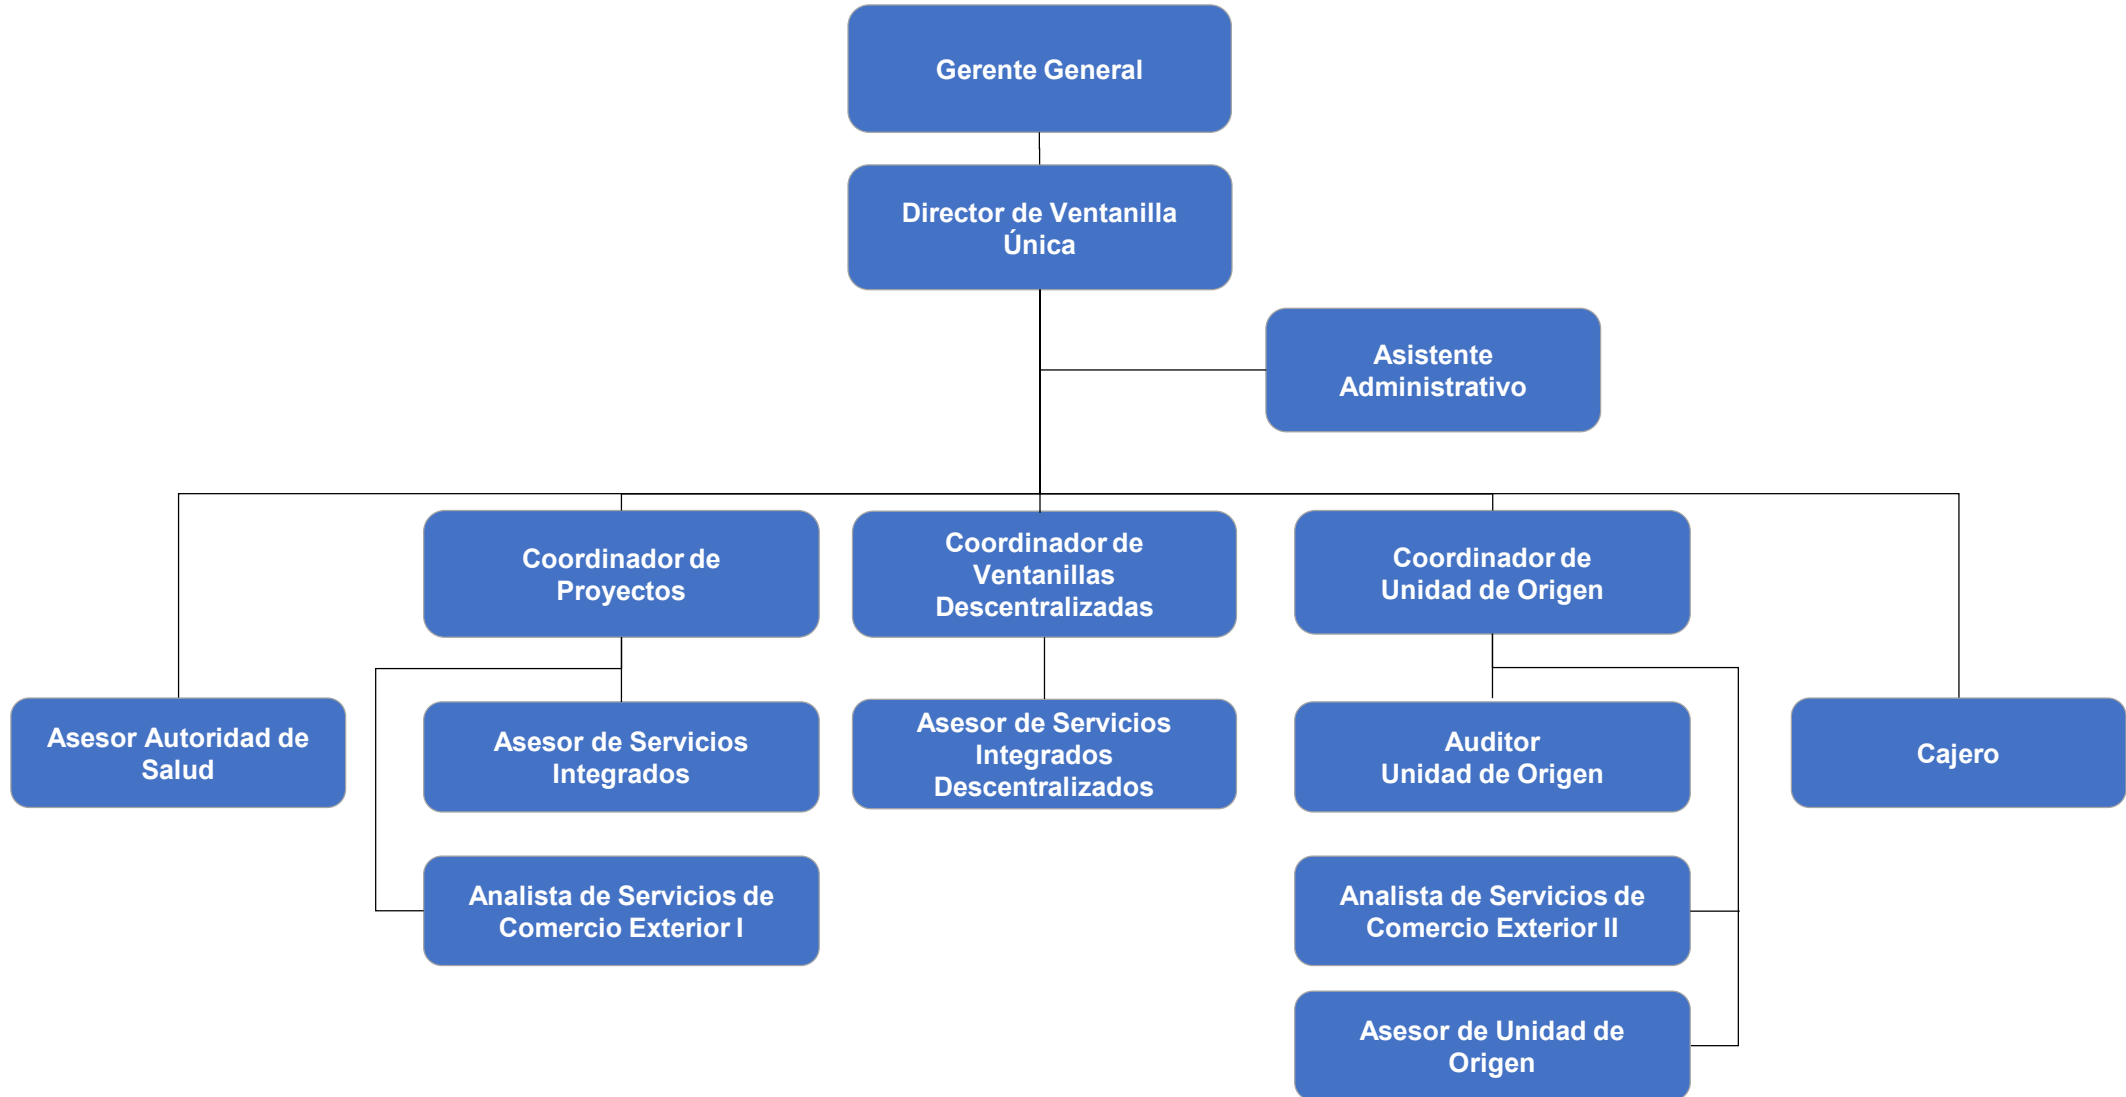 Gerente General
Director de Ventanilla
Única
Asistente
Administrativo
Coordinador de
Proyectos
Coordinador de
Ventanillas
Descentralizadas
Coordinador de
Unidad de Origen
Asesor Autoridad de
Salud
Asesor de Servicios
Integrados
Asesor de Servicios
Integrados
Descentralizados
Auditor
Unidad de Origen
Cajero
Analista de Servicios de
Comercio Exterior I
Analista de Servicios de
Comercio Exterior II
Asesor de Unidad de
Origen